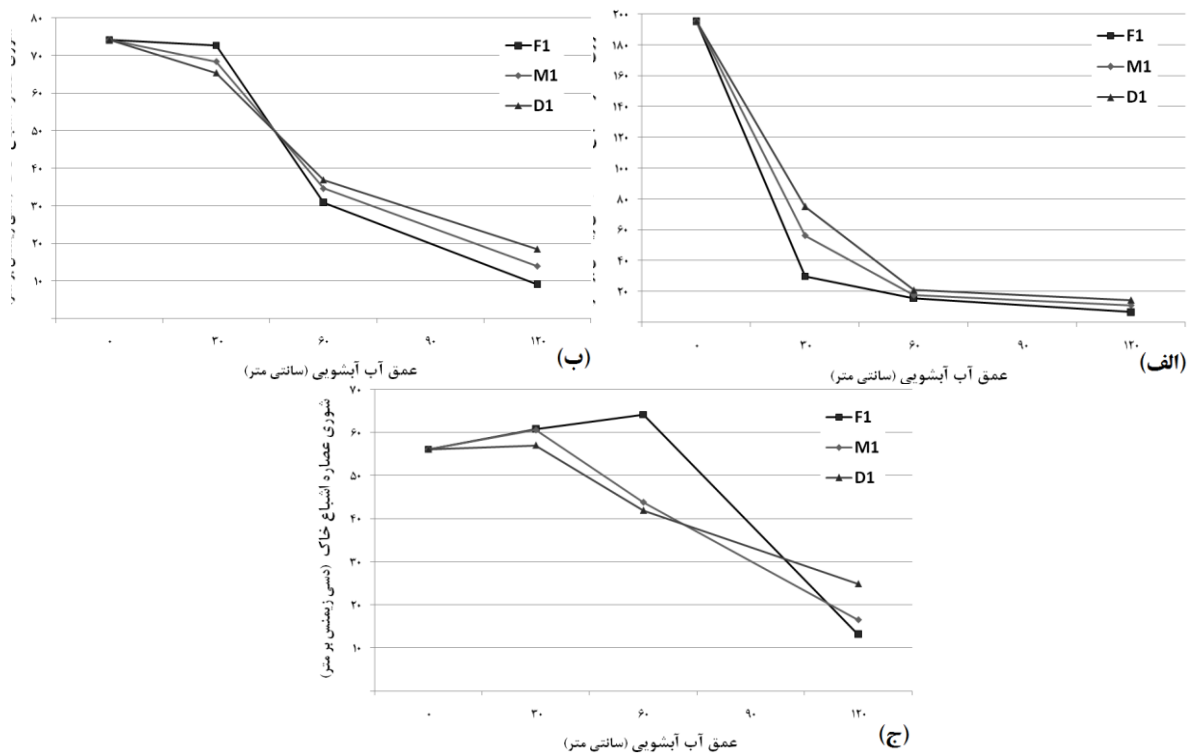 ۲۰۰
۱۸۰
۱۶۰
۱۴۰
۱۲۰
۱۰۰
۸۰
۶۰
۴۰
۲۰
F1
M1
D1
۰ ۳۰ ۶۰ ۹۰ ۱۲۰
عمق آب آبشویی (سانتی متر)
(الف)
۸۰
۷۰
۶۰
۵۰
۴۰
۳۰
۲۰
۱۰
F1
M1
D1
۰ ۳۰ ۶۰ ۹۰ ۱۲۰
عمق آب آبشویی (سانتی متر)
(ب)
شوری عصاره اشباع خاک (دسی زیمنس بر متر)
۷۰
۶۰
۵۰
۴۰
۳۰
۲۰
۱۰
F1
M1
D1
۰ ۳۰ ۶۰ ۹۰ ۱۲۰
عمق آب آبشویی (سانتی متر)
(ج)